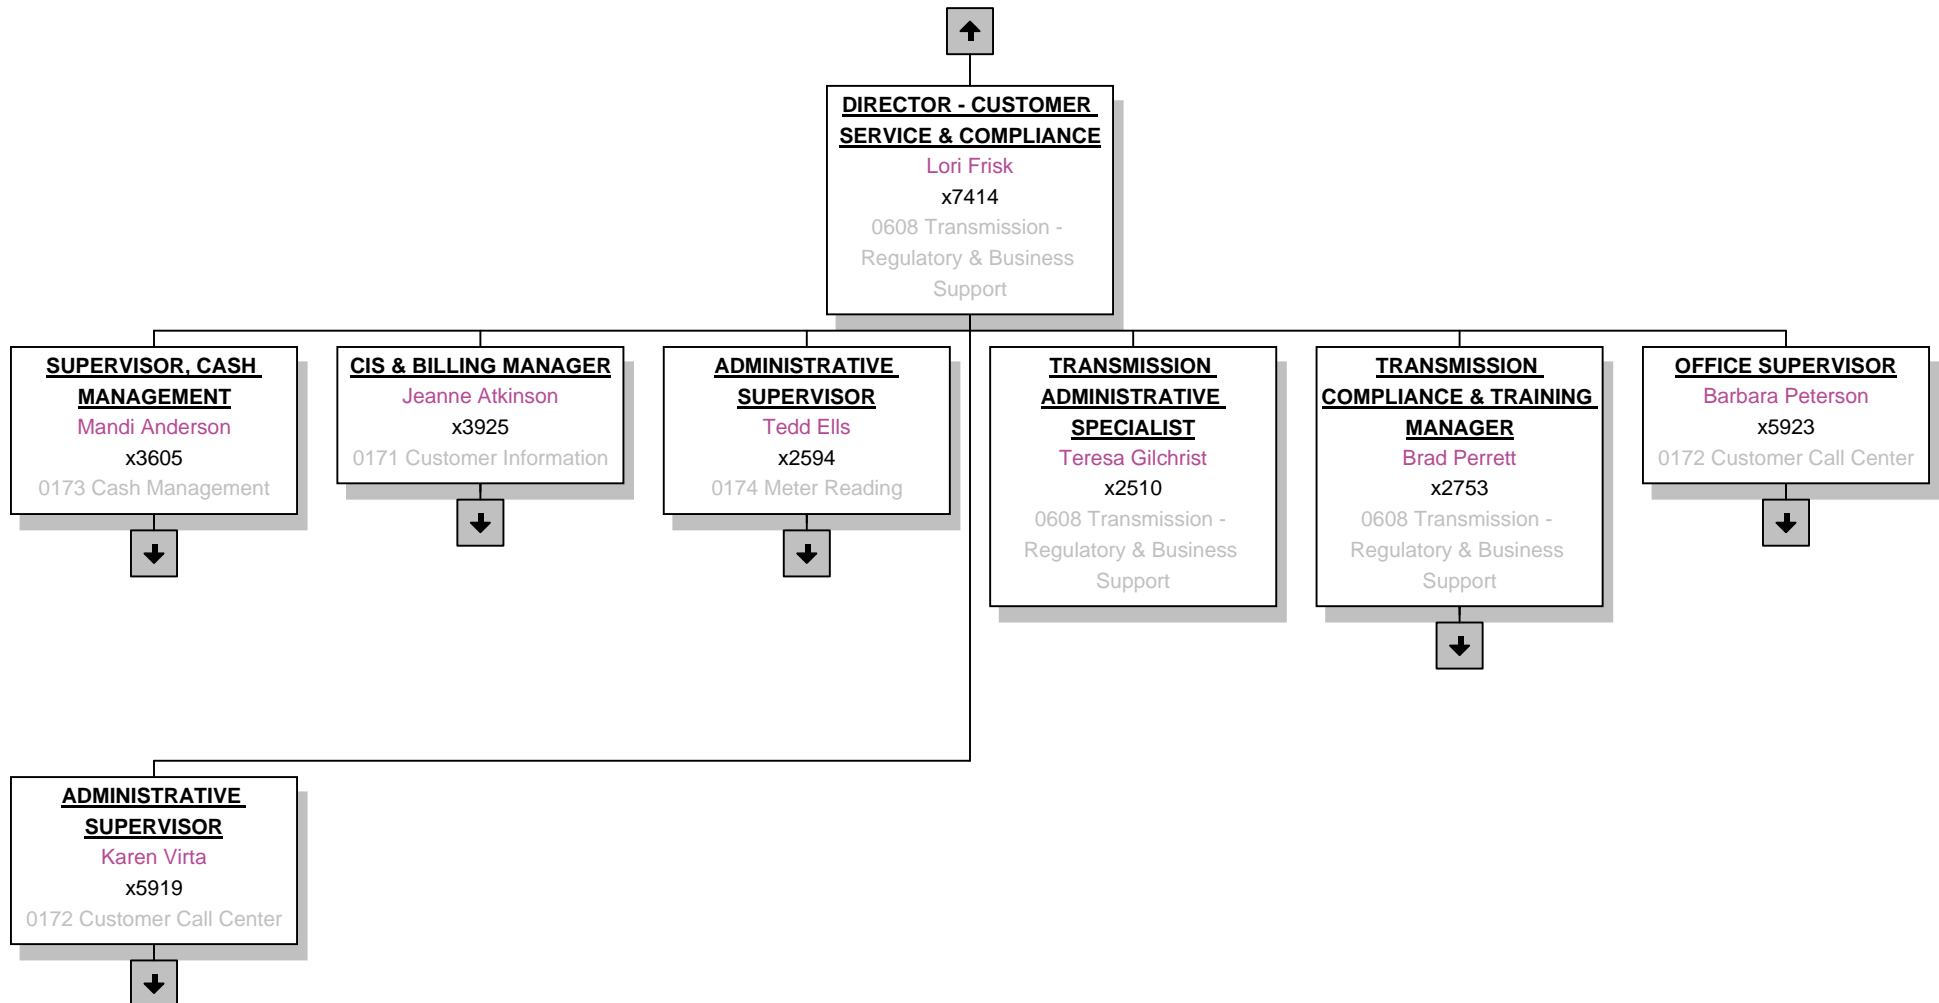 DIRECTOR - CUSTOMER
SERVICE & COMPLIANCE
Lori Frisk
x7414
0608 Transmission -
Regulatory & Business
Support
SUPERVISOR, CASH
MANAGEMENT
Mandi Anderson
x3605
0173 Cash Management
CIS & BILLING MANAGER
Jeanne Atkinson
x3925
0171 Customer Information
ADMINISTRATIVE
SUPERVISOR
Tedd Ells
x2594
0174 Meter Reading
TRANSMISSION
ADMINISTRATIVE
SPECIALIST
Teresa Gilchrist
x2510
0608 Transmission -
Regulatory & Business
Support
TRANSMISSION
COMPLIANCE & TRAINING
MANAGER
Brad Perrett
x2753
0608 Transmission -
Regulatory & Business
Support
OFFICE SUPERVISOR
Barbara Peterson
x5923
0172 Customer Call Center
ADMINISTRATIVE
SUPERVISOR
Karen Virta
x5919
0172 Customer Call Center